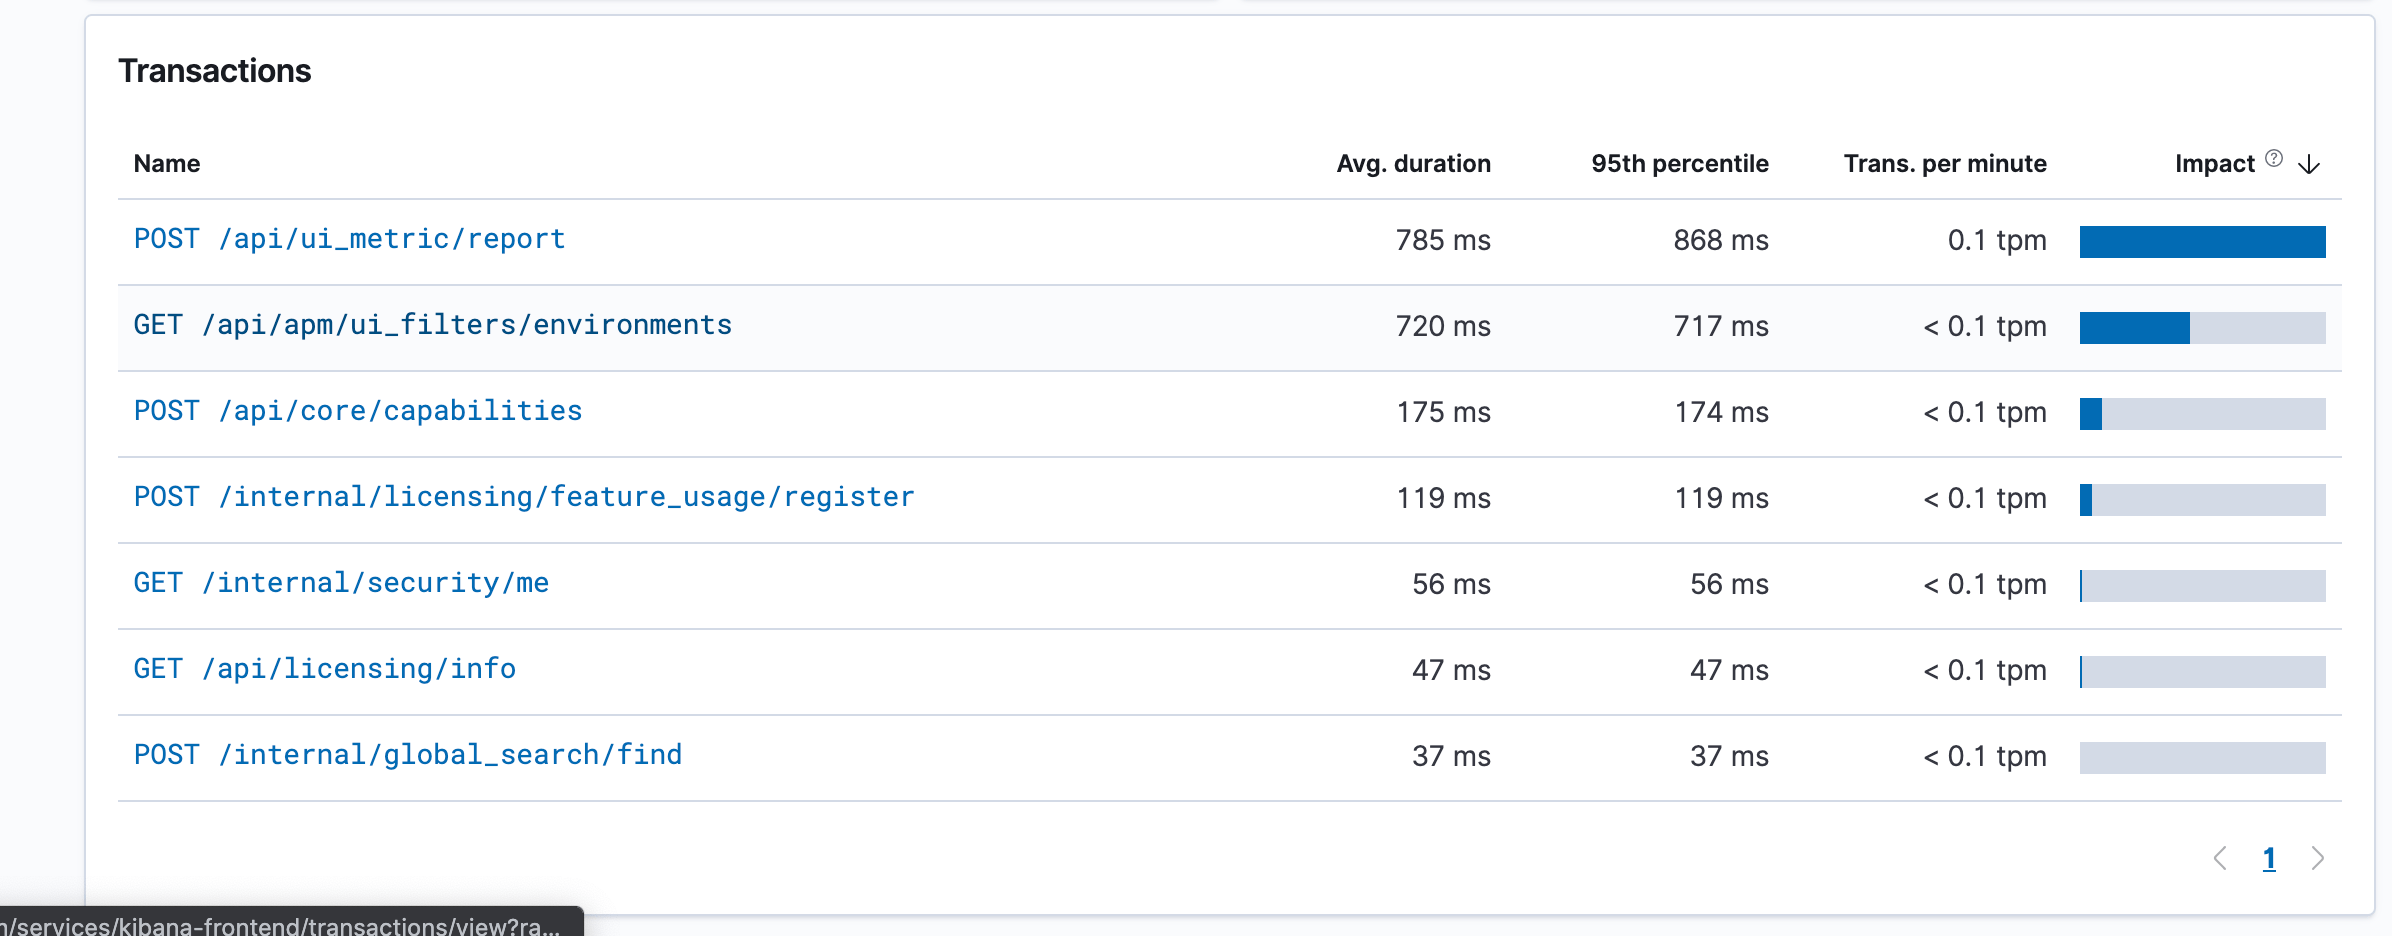 Transactions
Name Avg. duration 95th percentile Trans. per minute Impact
POST /api/ui_metric/report 785 ms 868 ms 0.1 tpm
GET /api/apm/ui_filters/environments 720 ms 717 ms < 0.1 tpm
POST /api/core/capabilities 175 ms 174 ms < 0.1 tpm
POST /internal/licensing/feature_usage/register 119 ms 119 ms < 0.1 tpm
GET /internal/security/me 56 ms 56 ms < 0.1 tpm
GET /api/licensing/info 47 ms 47 ms < 0.1 tpm
POST /internal/global_search/find 37 ms 37 ms < 0.1 tpm
1
/services/kibana-frontend/transactions/view?ra...